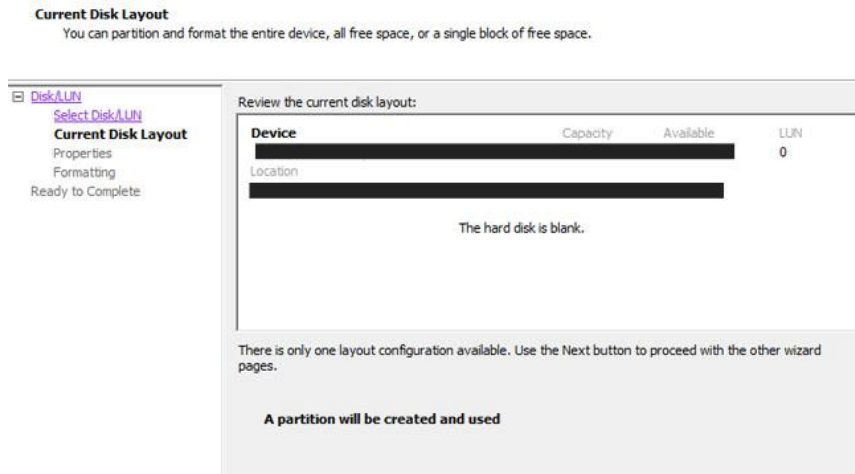 Current Disk Layout
You can partition and format the entire device, all free space, or a single block of free space.
Disk/LUN
Select Disk/LUN
Current Disk Layout
Properties
Formatting
Ready to Complete
Review the current disk layout:
Device Capacity Available LUN
0
Location
The hard disk is blank.
There is only one layout configuration available. Use the Next button to proceed with the other wizard
pages.
A partition will be created and used